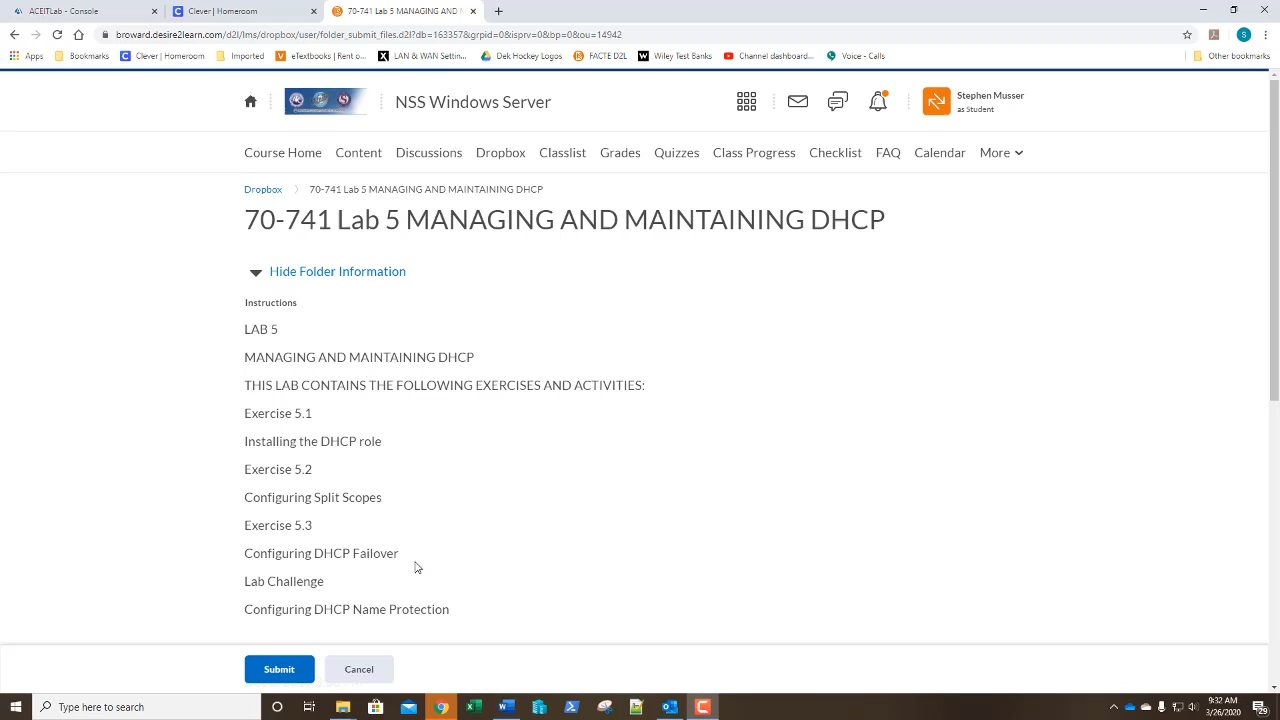 ACEITLab - Console
Clever | Homeroom
70-741 Lab 5 MANAGING AND M
broward.desire2learn.com/d2l/lms/dropbox/user/folder_submit_files.d2l?db=163357&grpid=0&isprv=0&bp=0&ou=14942
Apps
Bookmarks
Clever | Homeroom
Imported
eTextbooks | Rent o...
LAN & WAN Settin...
Dek Hockey Logos
FACTE D2L
Wiley Test Banks
Channel dashboard...
Voice - Calls
Other bookmarks
NSS Windows Server
Stephen Musser
as Student
Course Home
Content
Discussions
Dropbox
Classlist
Grades
Quizzes
Class Progress
Checklist
FAQ
Calendar
More
Dropbox
70-741 Lab 5 MANAGING AND MAINTAINING DHCP
70-741 Lab 5 MANAGING AND MAINTAINING DHCP
Hide Folder Information
Instructions
LAB 5
MANAGING AND MAINTAINING DHCP
THIS LAB CONTAINS THE FOLLOWING EXERCISES AND ACTIVITIES:
Exercise 5.1
Installing the DHCP role
Exercise 5.2
Configuring Split Scopes
Exercise 5.3
Configuring DHCP Failover
Lab Challenge
Configuring DHCP Name Protection
Submit
Cancel
Type here to search
9:32 AM
3/26/2020